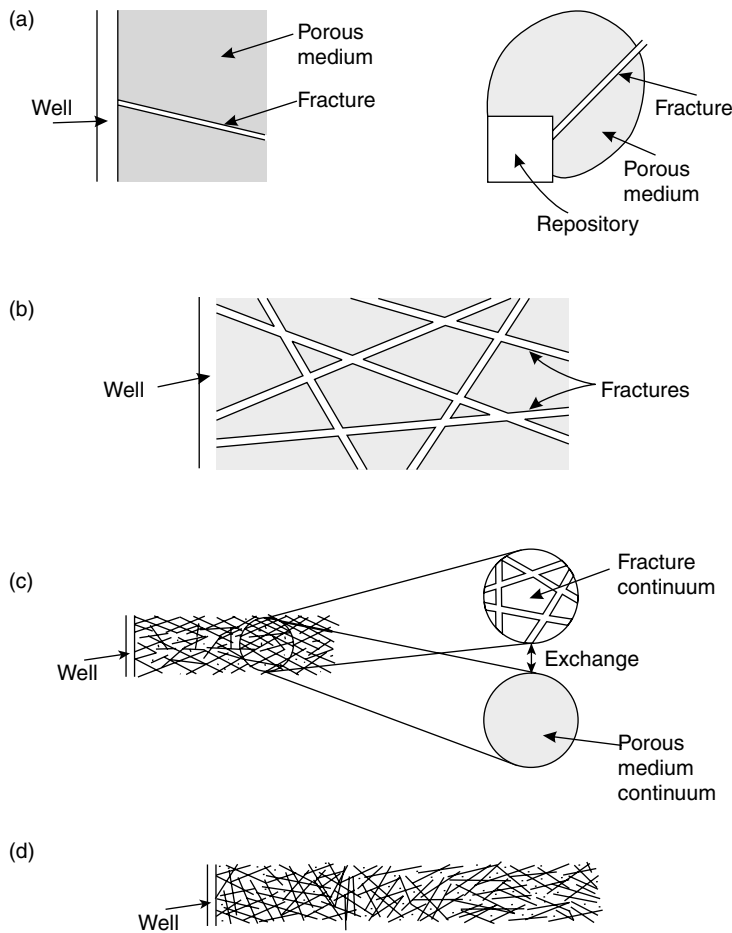 (a)
Porous
medium
Well
Fracture
Fracture
Porous
medium
Repository
(b)
Well
Fractures
(c)
Fracture
continuum
Well
Exchange
Porous
medium
continuum
(d)
Well